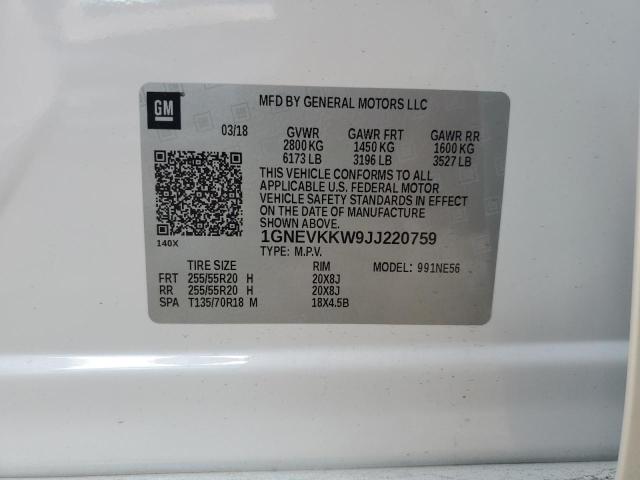 GM
MFD BY GENERAL MOTORS LLC
03/18 GVWR GAWR FRT GAWR RR
2800 KG 1450 KG 1600 KG
6173 LB 3196 LB 3527 LB
THIS VEHICLE CONFORMS TO ALL
APPLICABLE U.S. FEDERAL MOTOR
VEHICLE SAFETY STANDARDS IN EFFECT
ON THE DATE OF MANUFACTURE
SHOWN ABOVE.
140X
1GNEVKKW9JJ220759
TYPE: M.P.V.
TIRE SIZE RIM MODEL: 991NE56
FRT 255/55R20 H 20X8J
RR 255/55R20 H 20X8J
SPA T135/70R18 M 18X4.5B